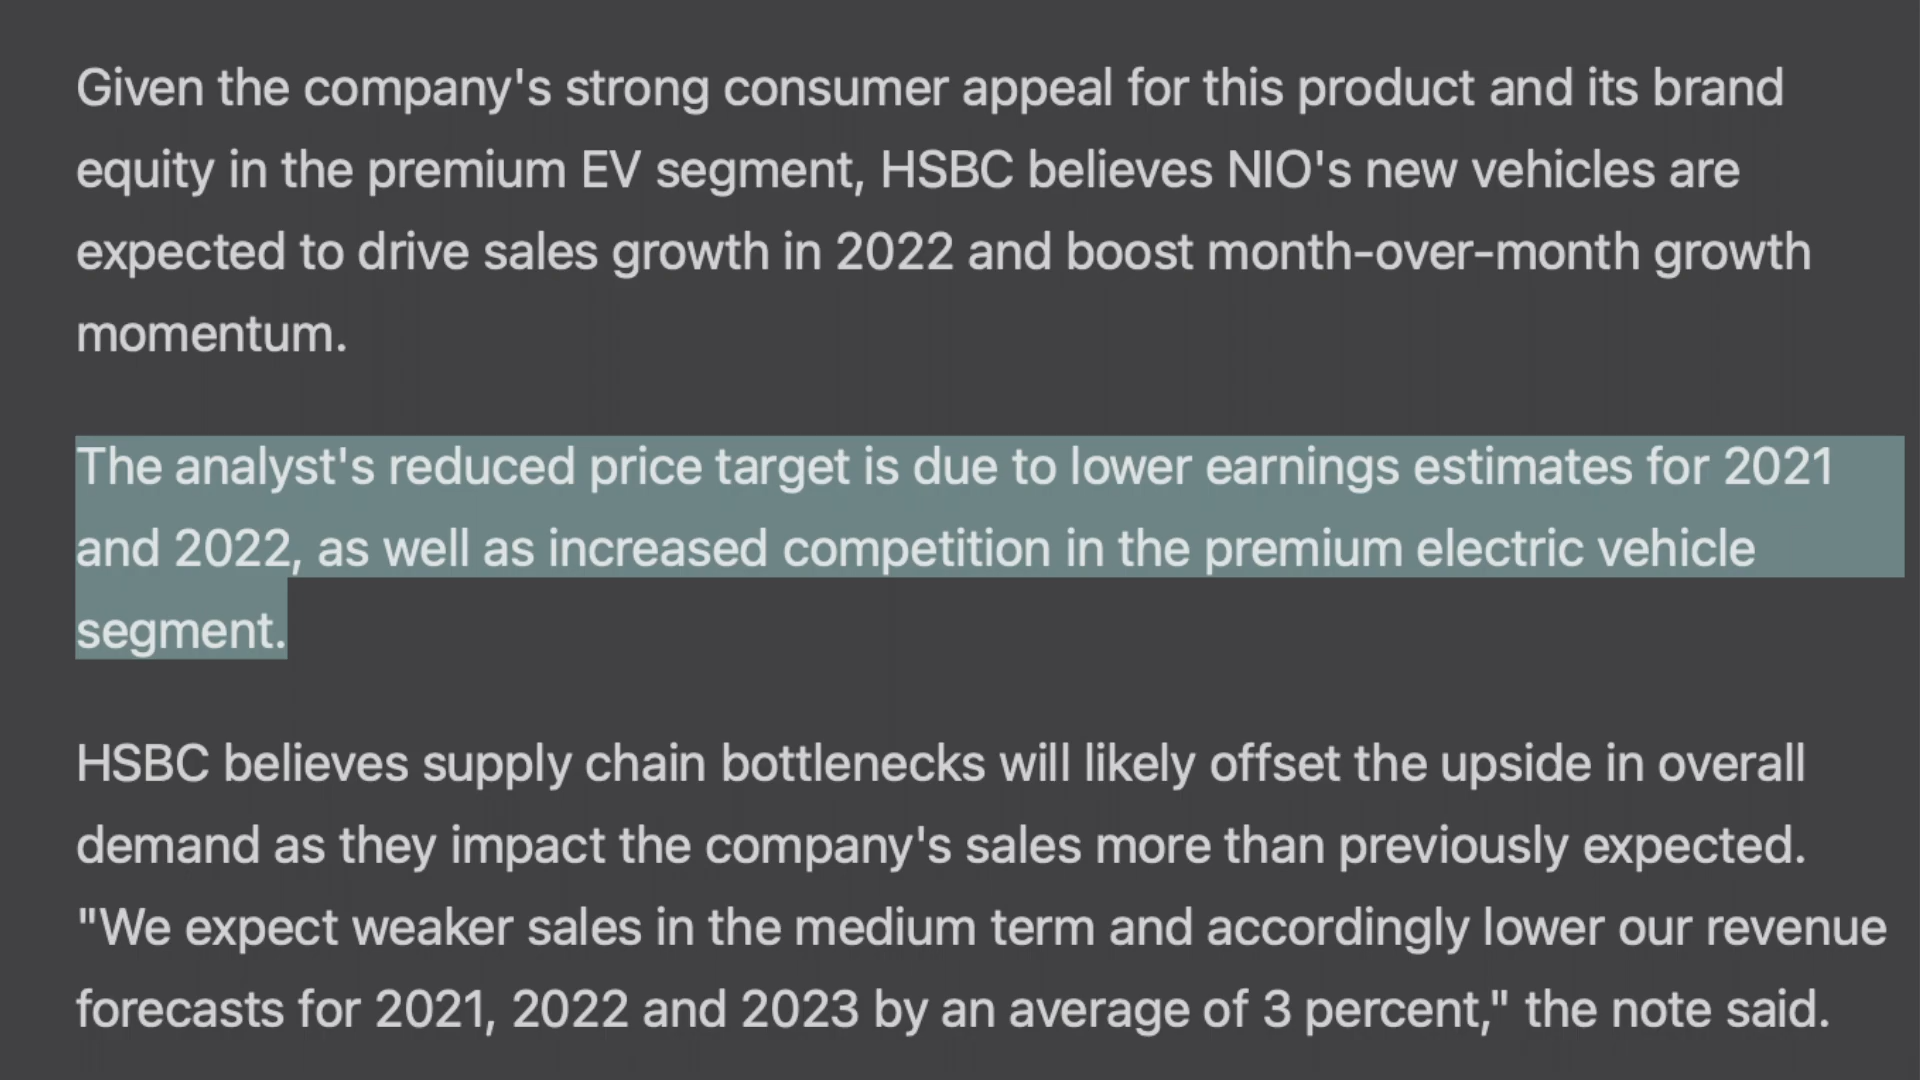 Given the company's strong consumer appeal for this product and its brand
equity in the premium EV segment, HSBC believes NIO's new vehicles are
expected to drive sales growth in 2022 and boost month-over-month growth
momentum.
The analyst's reduced price target is due to lower earnings estimates for 2021
and 2022, as well as increased competition in the premium electric vehicle
segment.
HSBC believes supply chain bottlenecks will likely offset the upside in overall
demand as they impact the company's sales more than previously expected.
"We expect weaker sales in the medium term and accordingly lower our revenue
forecasts for 2021, 2022 and 2023 by an average of 3 percent," the note said.